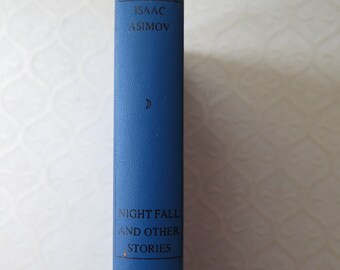 ISAAC
ASIMOV
NIGHTFALL
AND OTHER
STORIES